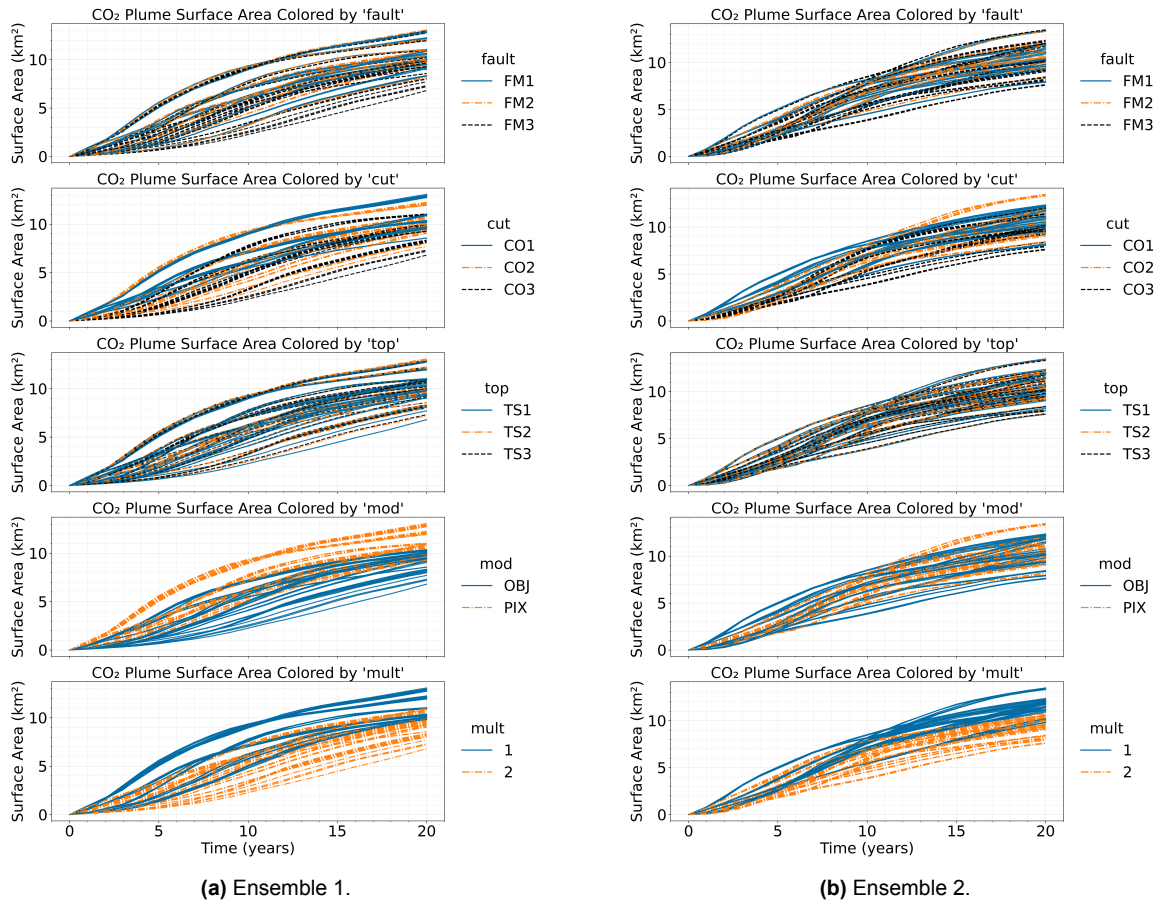 CO₂ Plume Surface Area Colored by 'fault'
Surface Area (km²)
10
5
0
fault
FM1
FM2
FM3
CO₂ Plume Surface Area Colored by 'cut'
Surface Area (km²)
10
5
0
cut
CO1
CO2
CO3
CO₂ Plume Surface Area Colored by 'top'
Surface Area (km²)
10
5
0
top
TS1
TS2
TS3
CO₂ Plume Surface Area Colored by 'mod'
Surface Area (km²)
10
5
0
mod
OBJ
PIX
CO₂ Plume Surface Area Colored by 'mult'
Surface Area (km²)
10
5
0
mult
1
2
0 5 10 15 20
Time (years)
(a) Ensemble 1.
CO₂ Plume Surface Area Colored by 'fault'
Surface Area (km²)
10
5
0
fault
FM1
FM2
FM3
CO₂ Plume Surface Area Colored by 'cut'
Surface Area (km²)
10
5
0
cut
CO1
CO2
CO3
CO₂ Plume Surface Area Colored by 'top'
Surface Area (km²)
10
5
0
top
TS1
TS2
TS3
CO₂ Plume Surface Area Colored by 'mod'
Surface Area (km²)
10
5
0
mod
OBJ
PIX
CO₂ Plume Surface Area Colored by 'mult'
Surface Area (km²)
10
5
0
mult
1
2
0 5 10 15 20
Time (years)
(b) Ensemble 2.